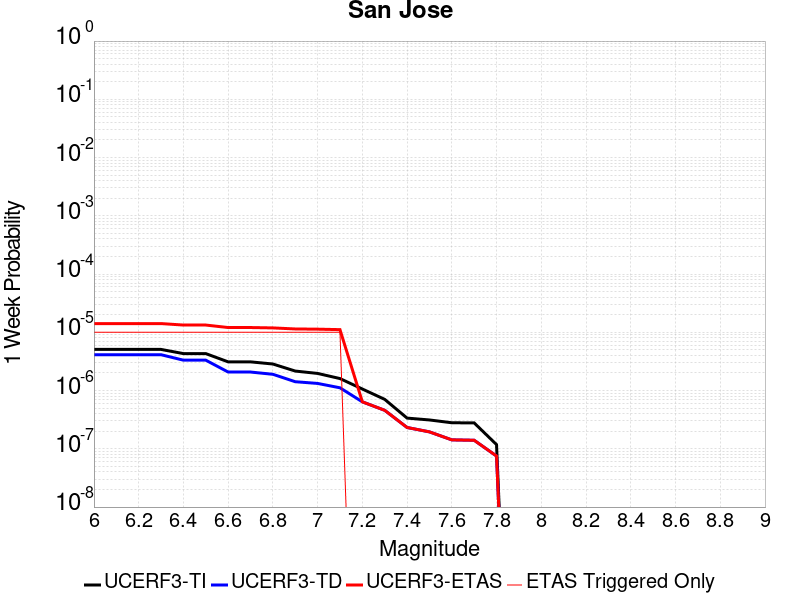 San Jose
10^0
10^-1
10^-2
10^-3
10^-4
10^-5
10^-6
10^-7
10^-8
1 Week Probability
6 6.2 6.4 6.6 6.8 7 7.2 7.4 7.6 7.8 8 8.2 8.4 8.6 8.8 9
Magnitude
UCERF3-TI UCERF3-TD UCERF3-ETAS ETAS Triggered Only